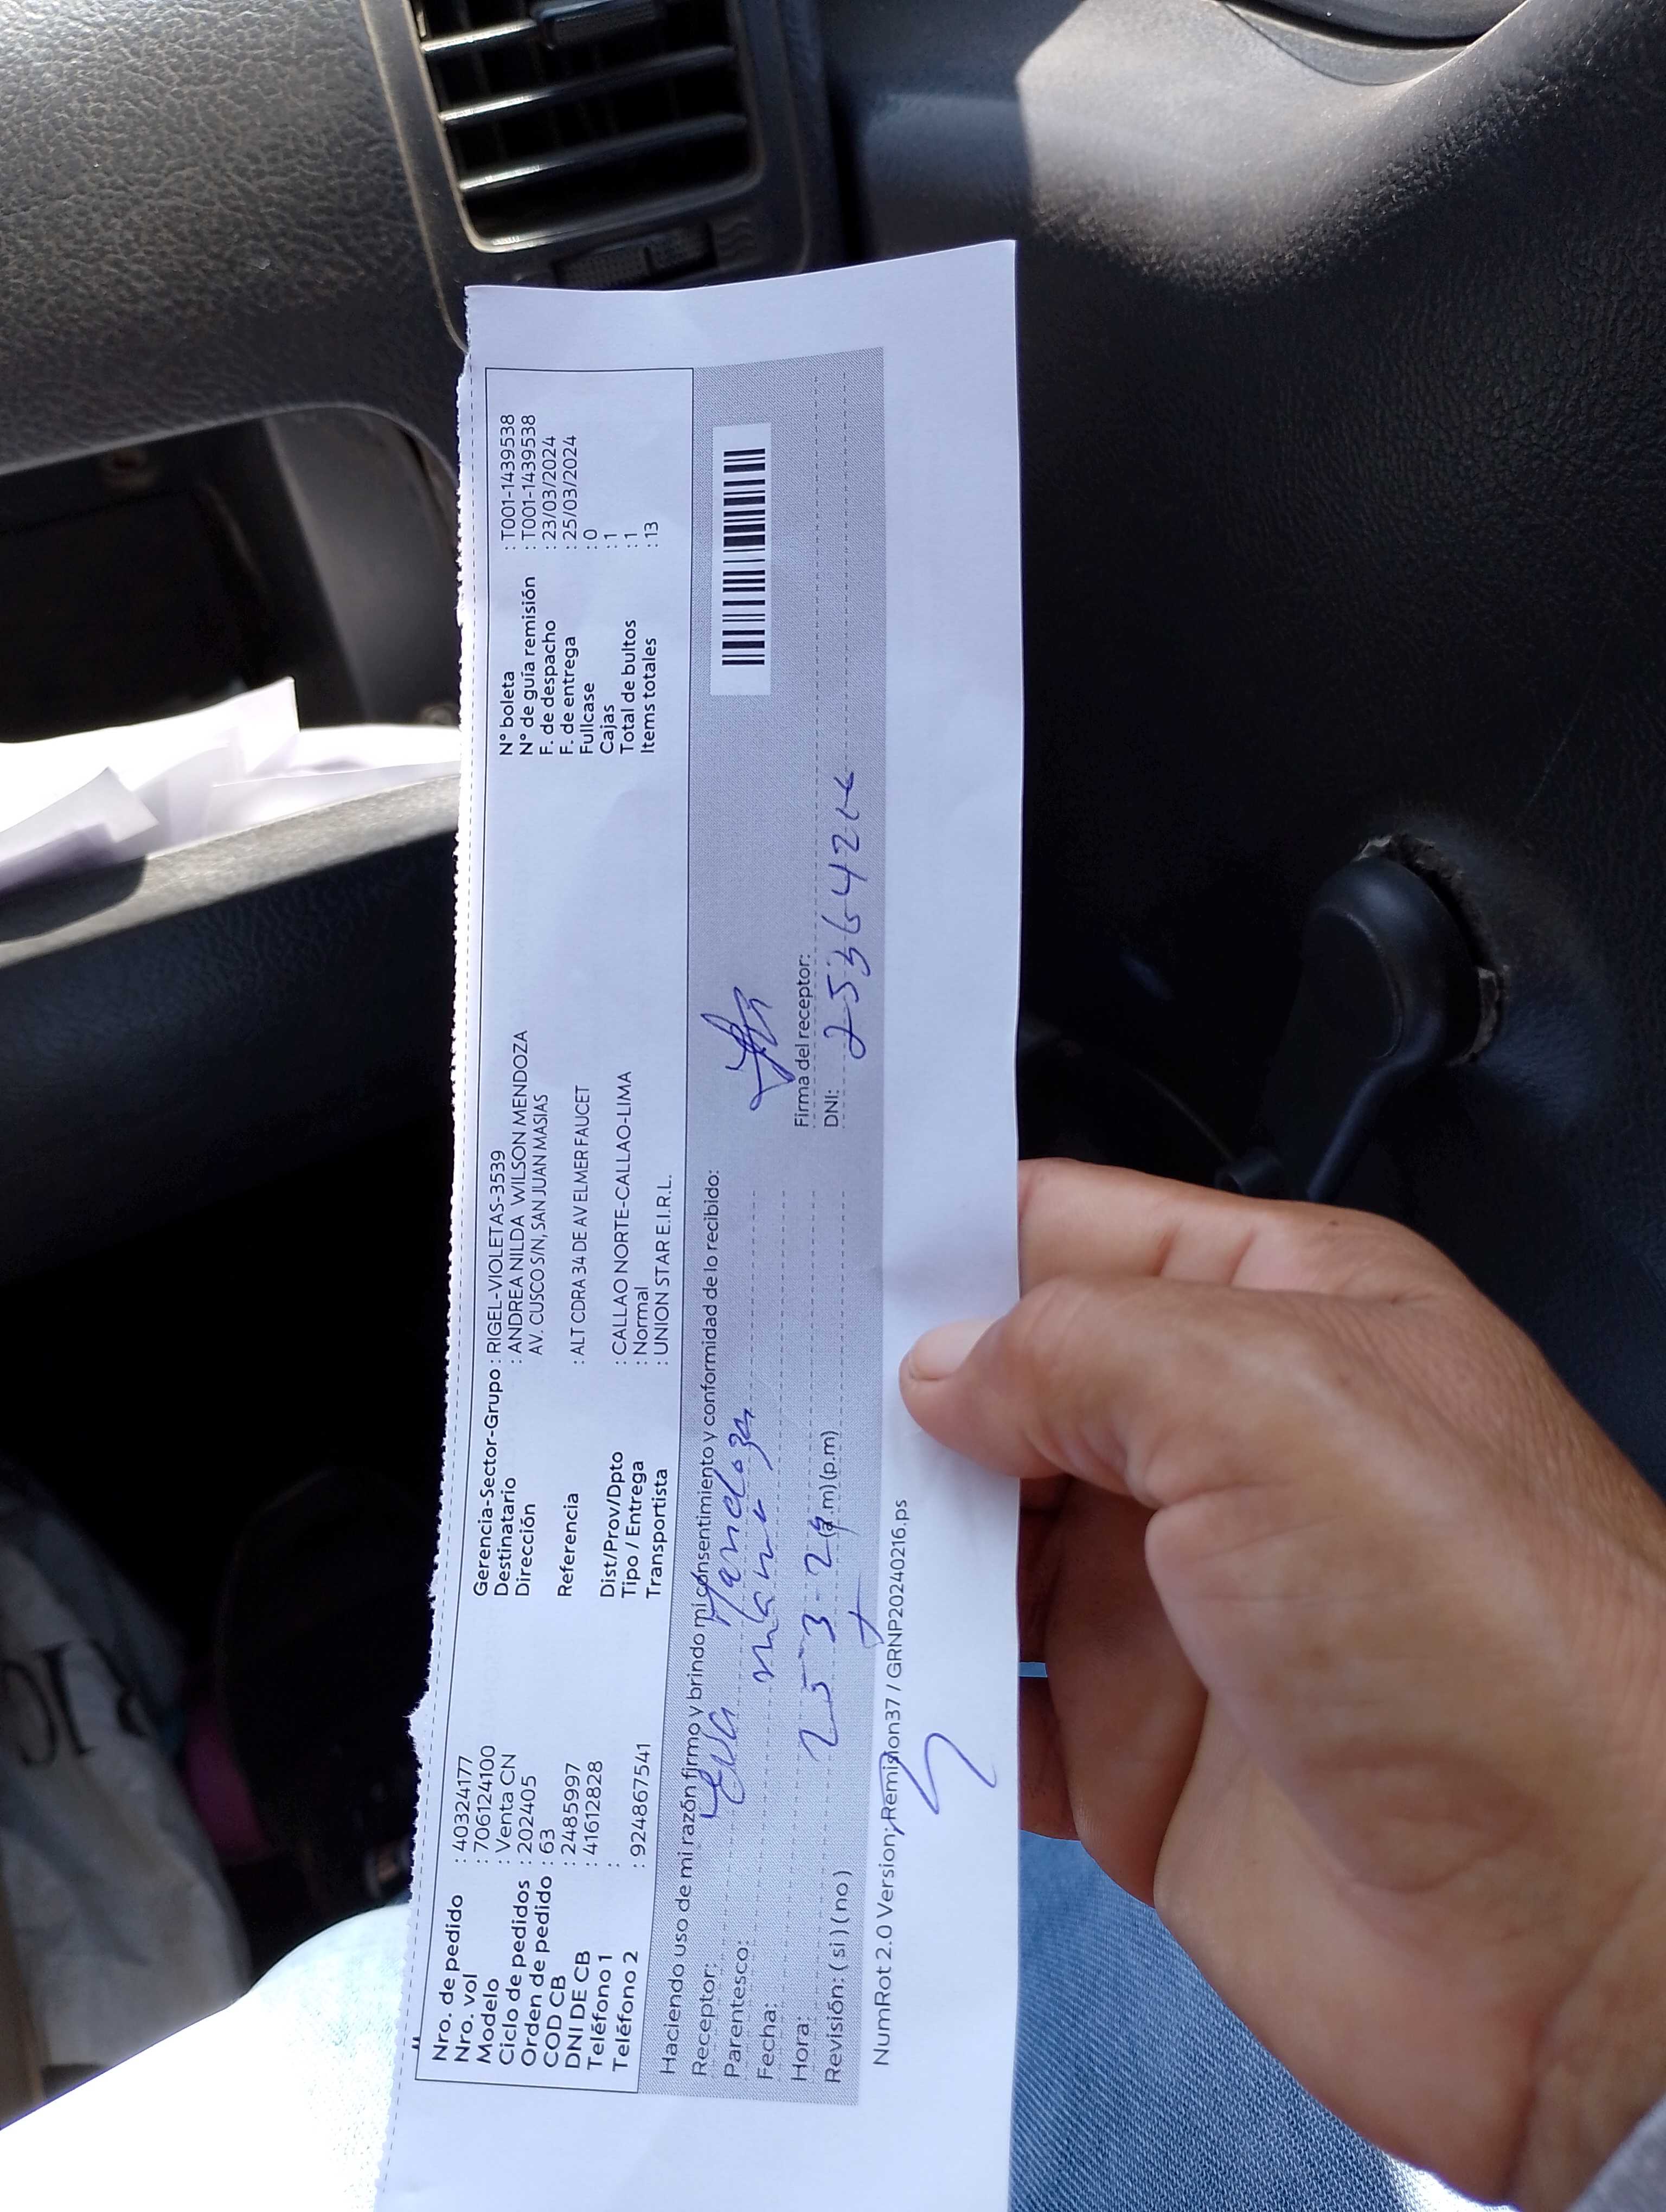 Nro. de pedido : 40324177
Nro. vol : 706124100
Modelo : Venta CN
Ciclo de pedidos : 202405
Orden de pedido : 63
COD CB : 2485997
DNI DE CB : 41612828
Teléfono 1 :
Teléfono 2 : 924867541
Gerencia-Sector-Grupo : RIGEL-VIOLETAS-3539
Destinatario : ANDREA NILDA WILSON MENDOZA
Dirección AV. CUSCO S/N, SAN JUAN MASIAS
Referencia : ALT CDRA 34 DE AV ELMER FAUCET
Dist/Prov/Dpto : CALLAO NORTE-CALLAO-LIMA
Tipo / Entrega : Normal
Transportista : UNION STAR E.I.R.L.
N° boleta : T001-1439538
N° de guía remisión : T001-1439538
F. de despacho : 23/03/2024
F. de entrega : 25/03/2024
Fullcase : 0
Cajas : 1
Total de bultos : 1
Items totales : 13
Haciendo uso de mi razón firmo y brindo mi consentimiento y conformidad de lo recibido:
Receptor:
Parentesco:
Fecha:
Hora: 25-3-24 (a.m) (p.m)
Revisión: ( si ) ( no )
Firma del receptor:
DNI:
NumRot 2.0 Version: Remision37 / GRNP20240216.ps